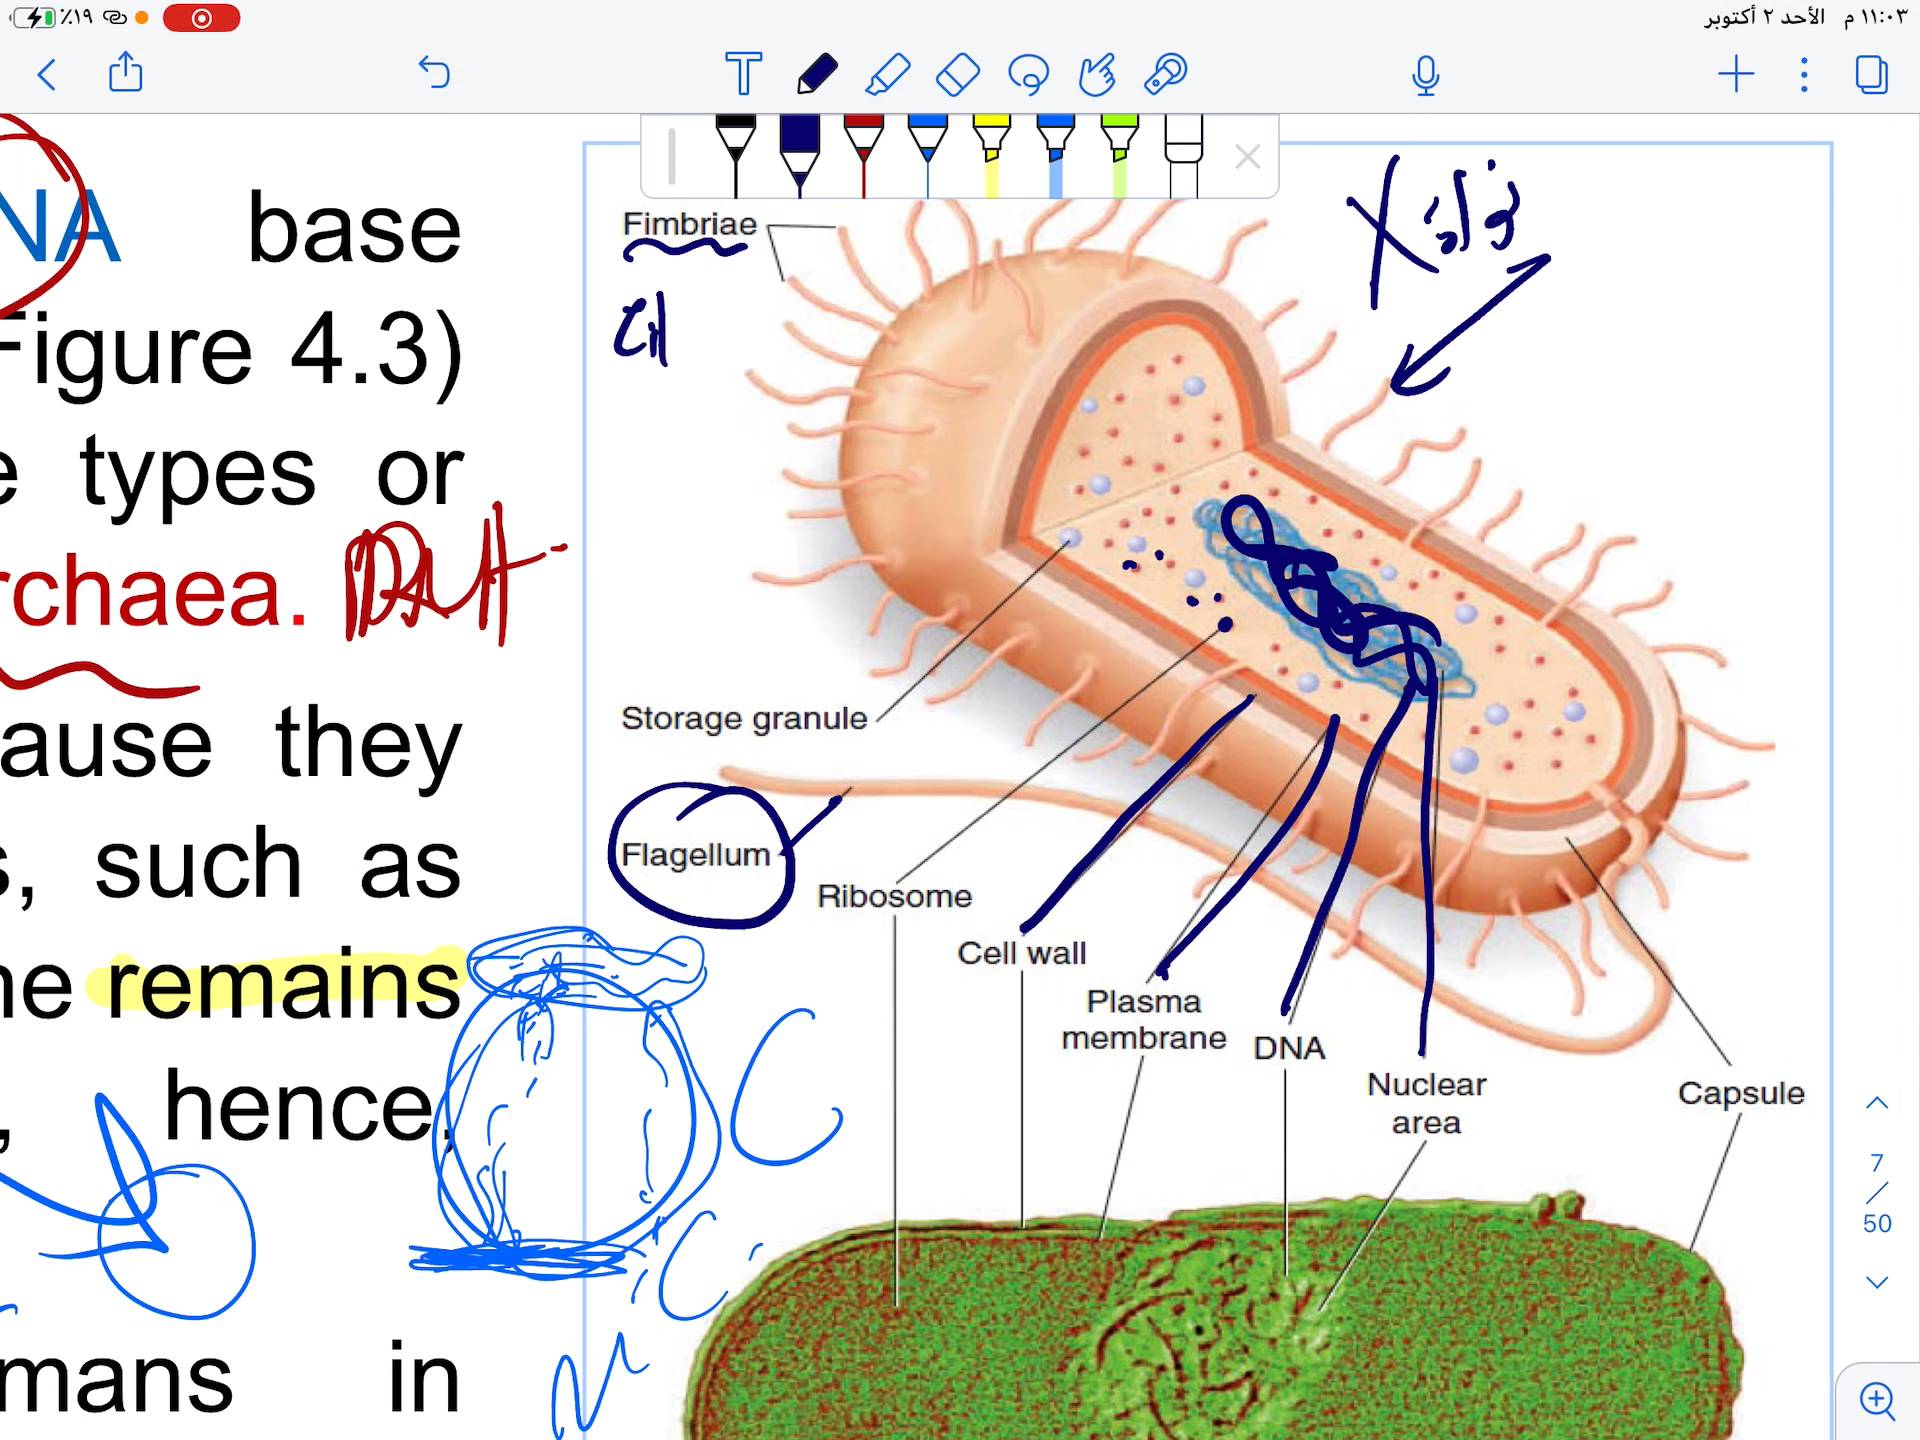 ٪١٩
١١:٠٣ م الأحد ٢ أكتوبر
NA base
Figure 4.3)
e types or
rchaea.
ause they
s, such as
ne remains
, hence,
mans in
Fimbriae
Storage granule
Flagellum
Ribosome
Cell wall
Plasma
membrane
DNA
Nuclear
area
Capsule
7
/
50